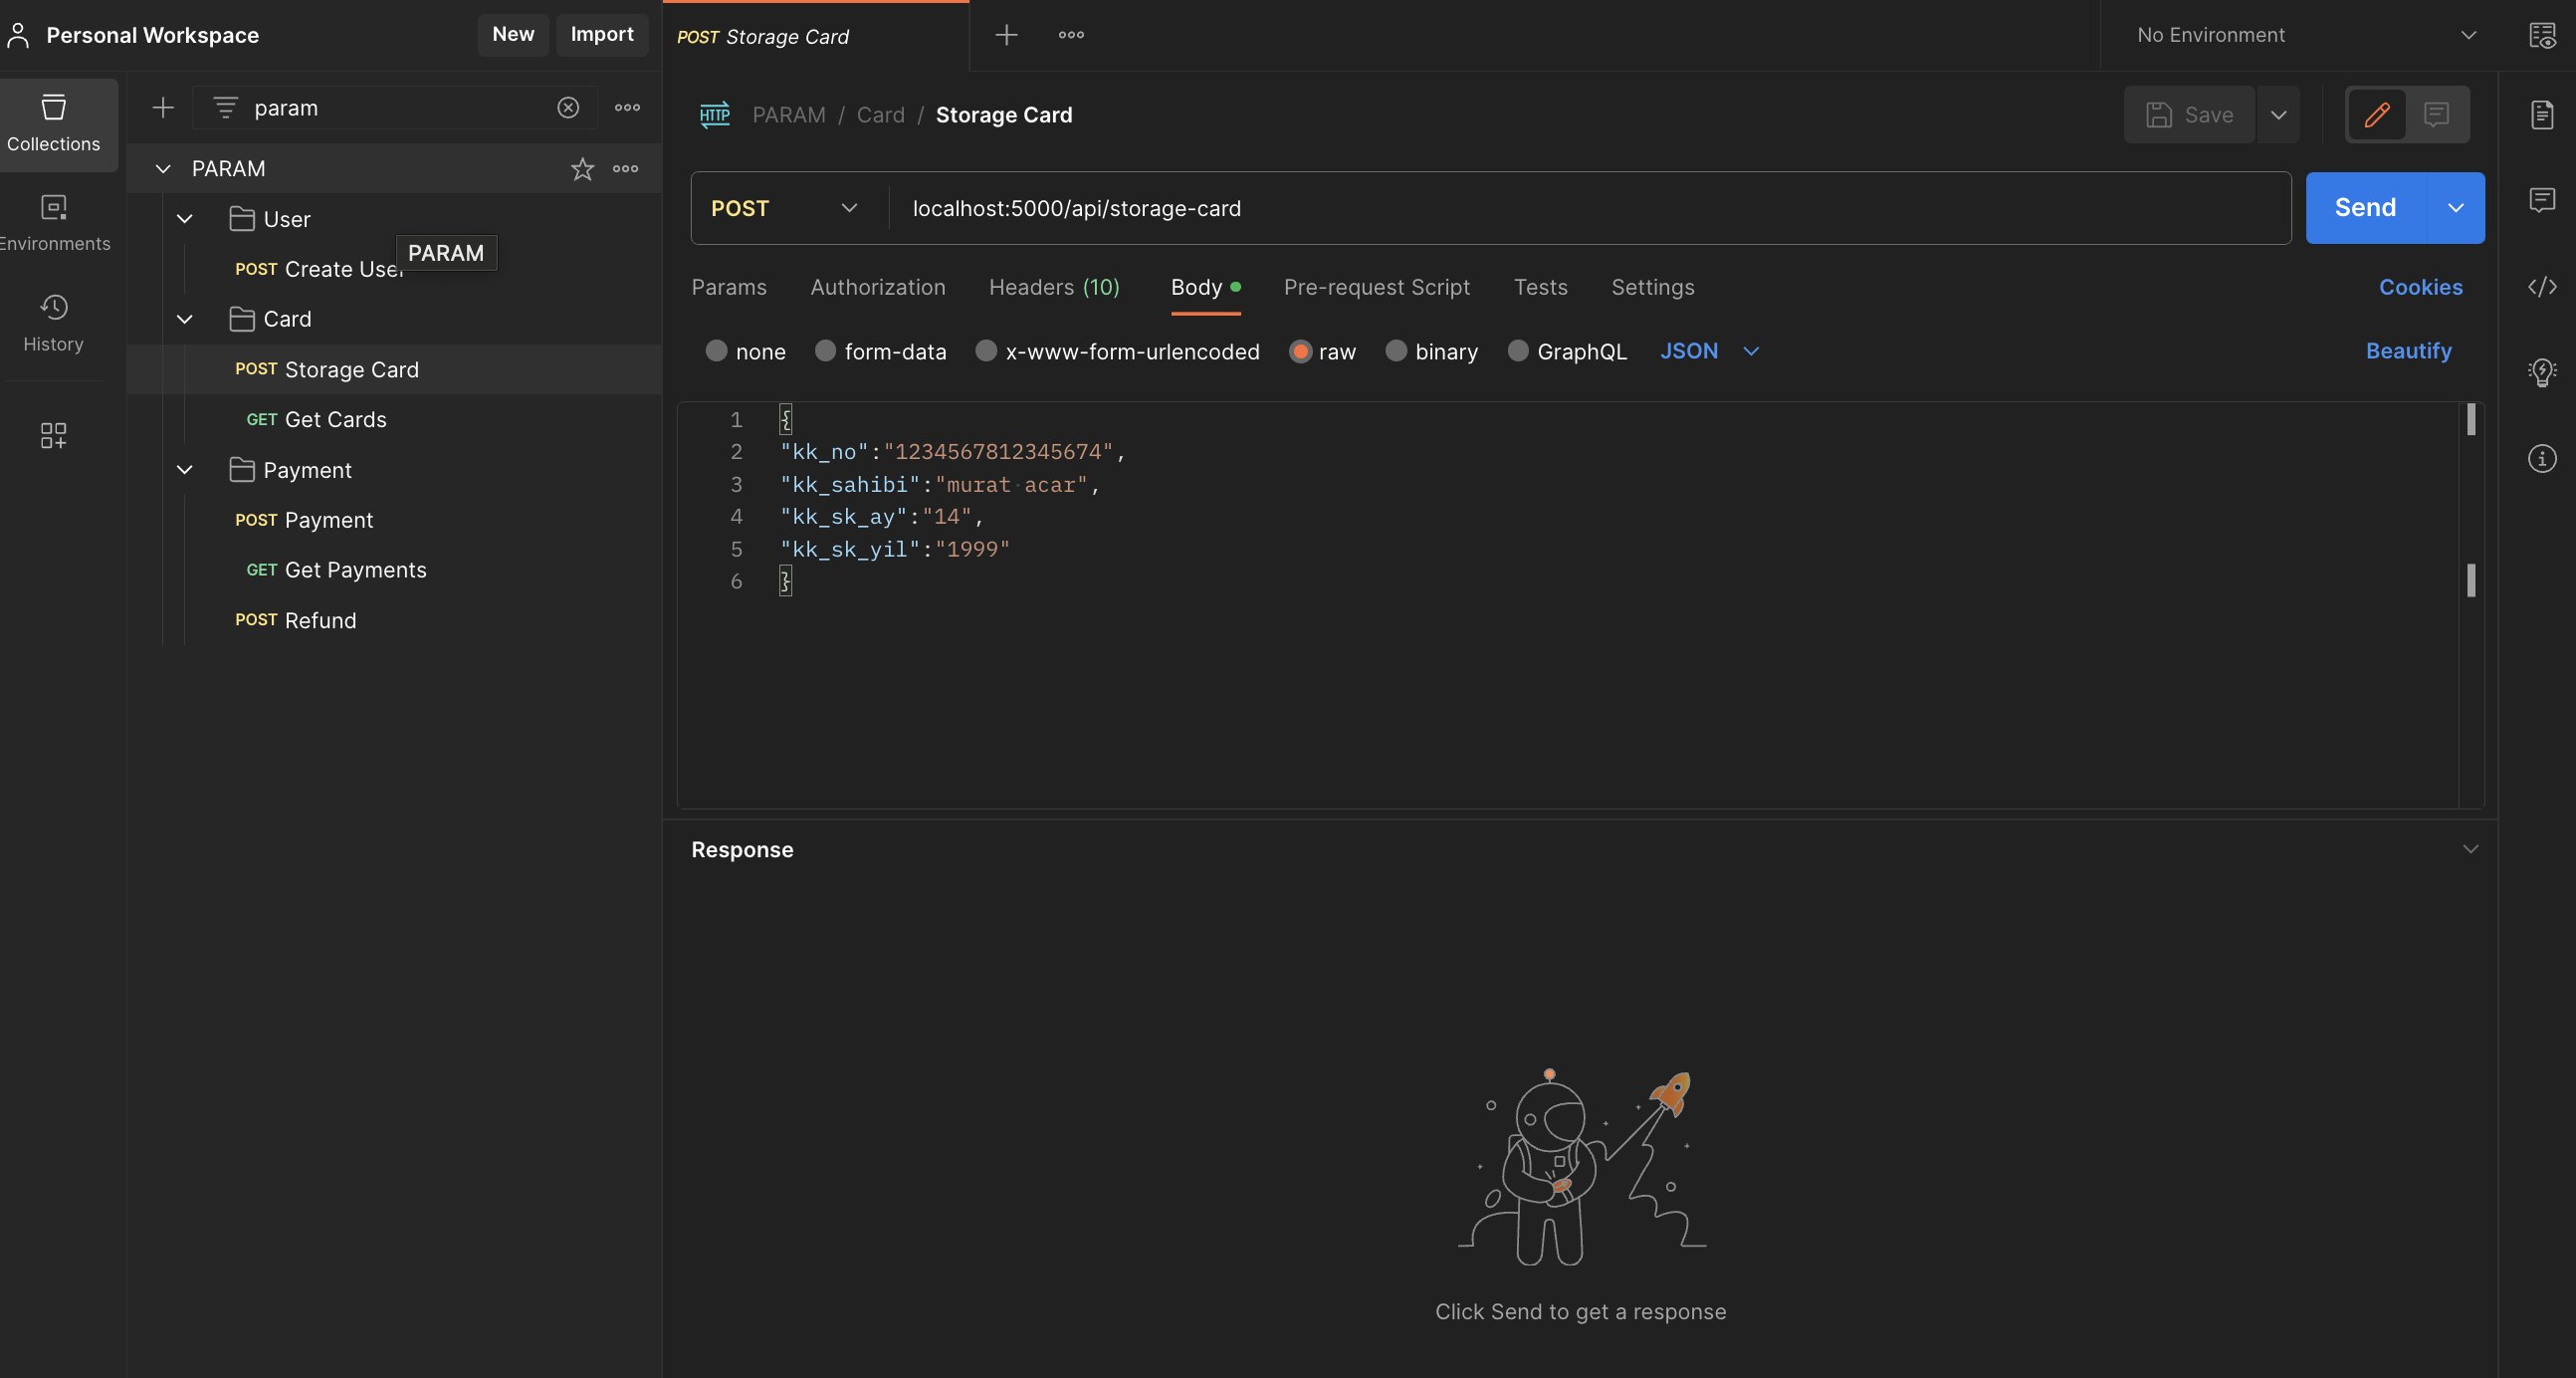 Personal Workspace
New
Import
POST Storage Card
No Environment
Collections
Environments
History
param
PARAM
User
POST Create User
PARAM
Card
POST Storage Card
GET Get Cards
Payment
POST Payment
GET Get Payments
POST Refund
HTTP
PARAM / Card / Storage Card
Save
POST
localhost:5000/api/storage-card
Send
Params
Authorization
Headers (10)
Body
Pre-request Script
Tests
Settings
Cookies
none
form-data
x-www-form-urlencoded
raw
binary
GraphQL
JSON
Beautify
1 {
2 "kk_no":"1234567812345674",
3 "kk_sahibi":"murat acar",
4 "kk_sk_ay":"14",
5 "kk_sk_yil":"1999"
6 }
Response
Click Send to get a response